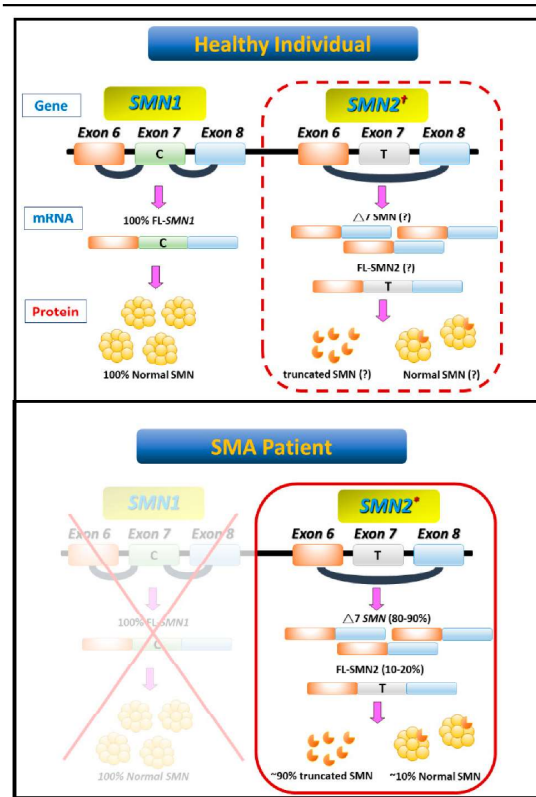 Healthy Individual
Gene
SMN1
SMN2†
Exon 6 Exon 7 Exon 8
Exon 6 Exon 7 Exon 8
C
T
mRNA
100% FL-SMN1
△7 SMN (?)
C
FL-SMN2 (?)
T
Protein
100% Normal SMN
truncated SMN (?)
Normal SMN (?)
SMA Patient
SMN1
SMN2*
Exon 6 Exon 7 Exon 8
Exon 6 Exon 7 Exon 8
C
T
100% FL-SMN1
△7 SMN (80-90%)
C
FL-SMN2 (10-20%)
T
100% Normal SMN
~90% truncated SMN
~10% Normal SMN